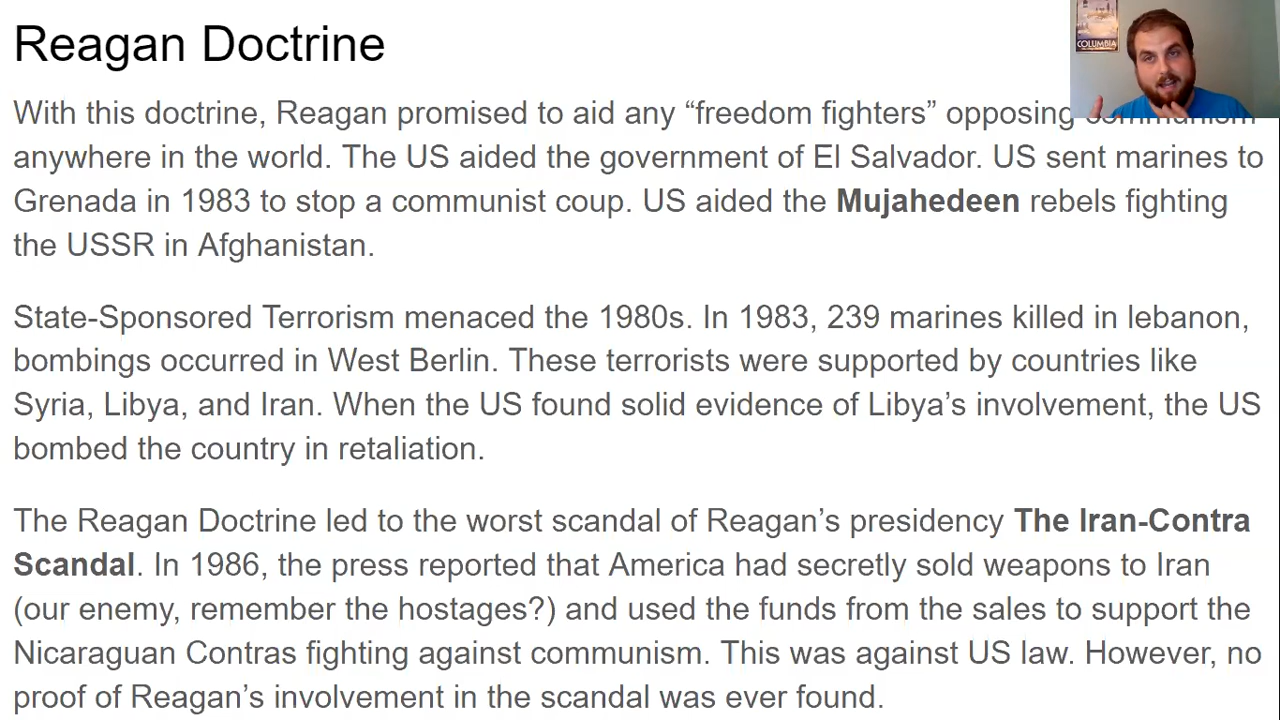 Reagan Doctrine
COLUMBIA
With this doctrine, Reagan promised to aid any “freedom fighters” opposing communism
anywhere in the world. The US aided the government of El Salvador. US sent marines to
Grenada in 1983 to stop a communist coup. US aided the Mujahedeen rebels fighting
the USSR in Afghanistan.
State-Sponsored Terrorism menaced the 1980s. In 1983, 239 marines killed in lebanon,
bombings occurred in West Berlin. These terrorists were supported by countries like
Syria, Libya, and Iran. When the US found solid evidence of Libya’s involvement, the US
bombed the country in retaliation.
The Reagan Doctrine led to the worst scandal of Reagan’s presidency The Iran-Contra
Scandal. In 1986, the press reported that America had secretly sold weapons to Iran
(our enemy, remember the hostages?) and used the funds from the sales to support the
Nicaraguan Contras fighting against communism. This was against US law. However, no
proof of Reagan’s involvement in the scandal was ever found.